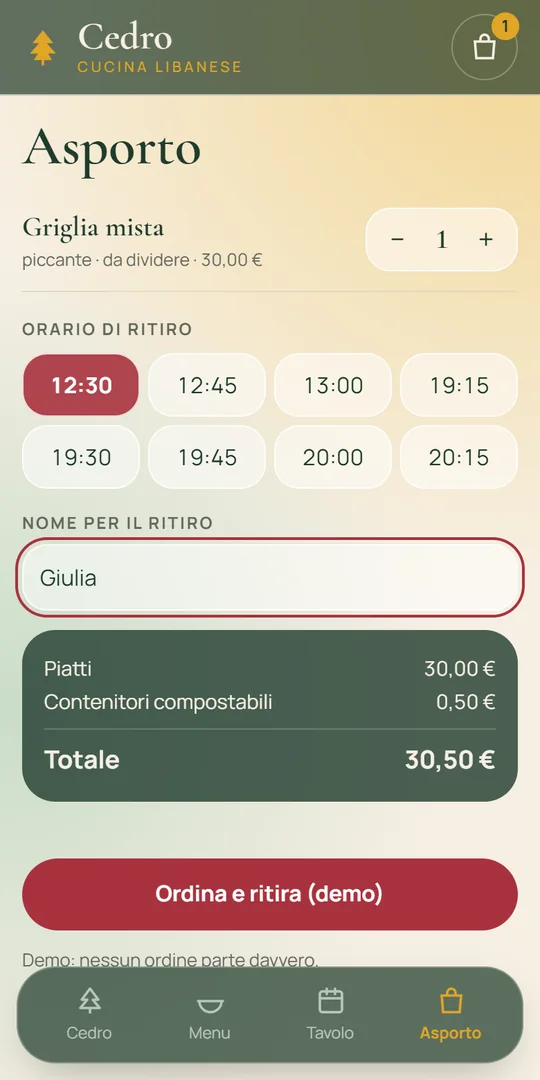 Cedro
CUCINA LIBANESE
1
Asporto
Griglia mista
piccante · da dividere · 30,00 €
− 1 +
ORARIO DI RITIRO
12:30 12:45 13:00 19:15
19:30 19:45 20:00 20:15
NOME PER IL RITIRO
Giulia
Piatti 30,00 €
Contenitori compostabili 0,50 €
Totale 30,50 €
Ordina e ritira (demo)
Demo: nessun ordine parte davvero.
Cedro Menu Tavolo Asporto